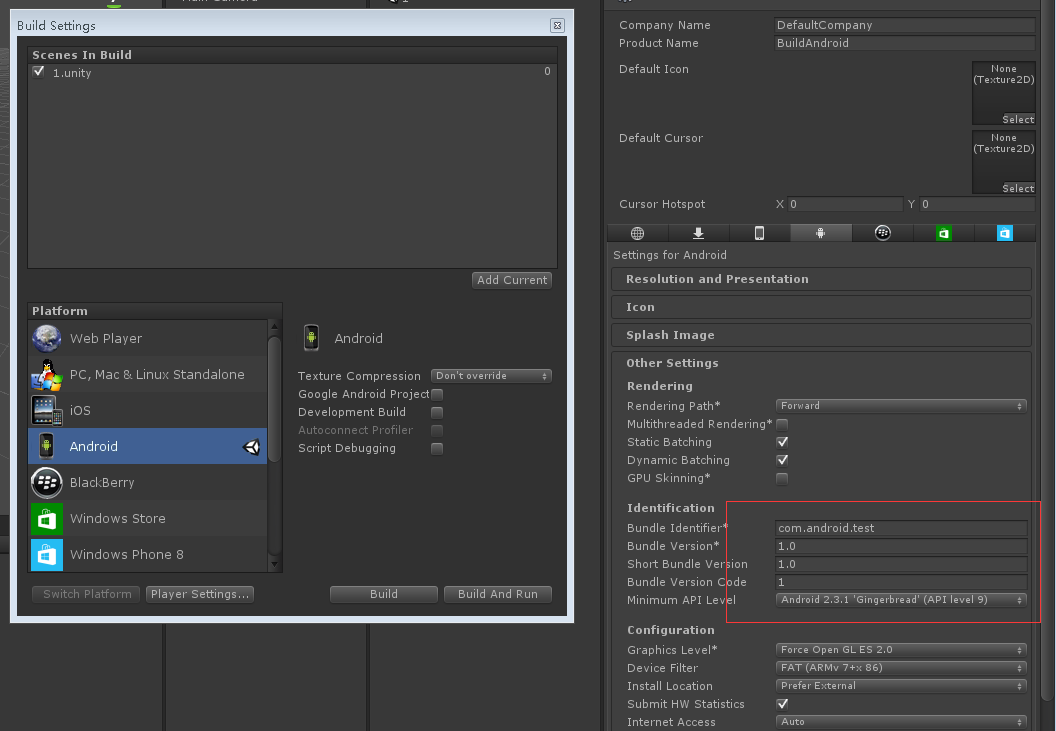 Build Settings
Scenes In Build
1.unity 0
Add Current
Platform
Web Player
PC, Mac & Linux Standalone
iOS
Android
BlackBerry
Windows Store
Windows Phone 8
Android
Texture Compression Don't override
Google Android Project
Development Build
Autoconnect Profiler
Script Debugging
Switch Platform Player Settings... Build Build And Run
Company Name DefaultCompany
Product Name BuildAndroid
Default Icon
None
(Texture2D)
Select
Default Cursor
None
(Texture2D)
Select
Cursor Hotspot X 0 Y 0
Settings for Android
Resolution and Presentation
Icon
Splash Image
Other Settings
Rendering
Rendering Path* Forward
Multithreaded Rendering*
Static Batching
Dynamic Batching
GPU Skinning*
Identification
Bundle Identifier* com.android.test
Bundle Version* 1.0
Short Bundle Version 1.0
Bundle Version Code 1
Minimum API Level Android 2.3.1 'Gingerbread' (API level 9)
Configuration
Graphics Level* Force Open GL ES 2.0
Device Filter FAT (ARMv 7+x 86)
Install Location Prefer External
Submit HW Statistics
Internet Access Auto